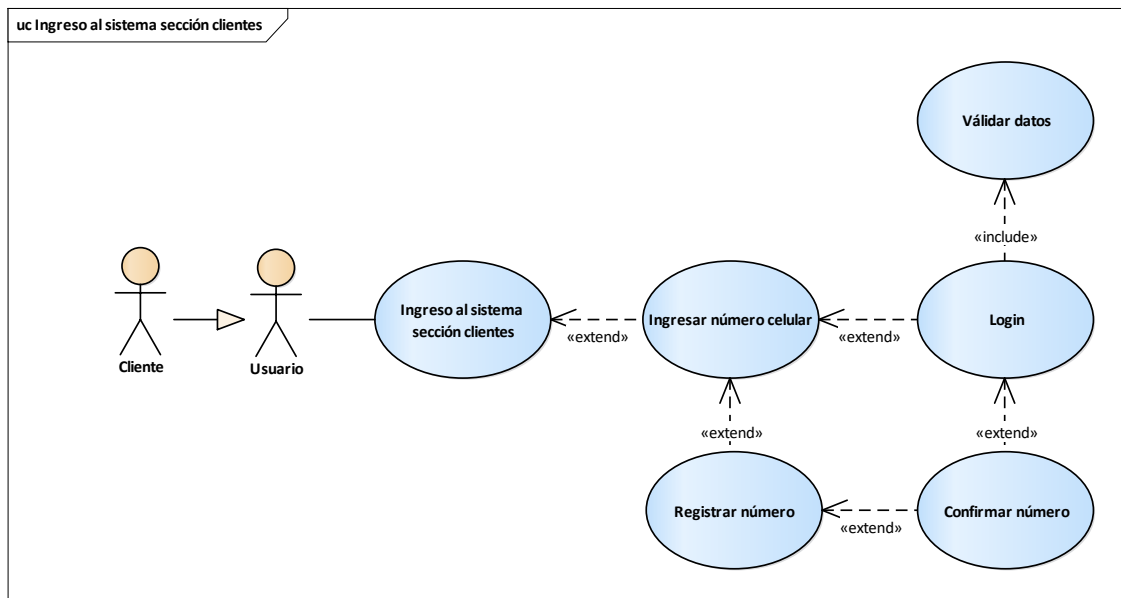 uc Ingreso al sistema sección clientes
Válidar datos
«include»
Ingreso al sistema
sección clientes
Ingresar número celular
Login
«extend»
«extend»
«extend»
Cliente
Usuario
«extend»
«extend»
Registrar número
Confirmar número
«extend»